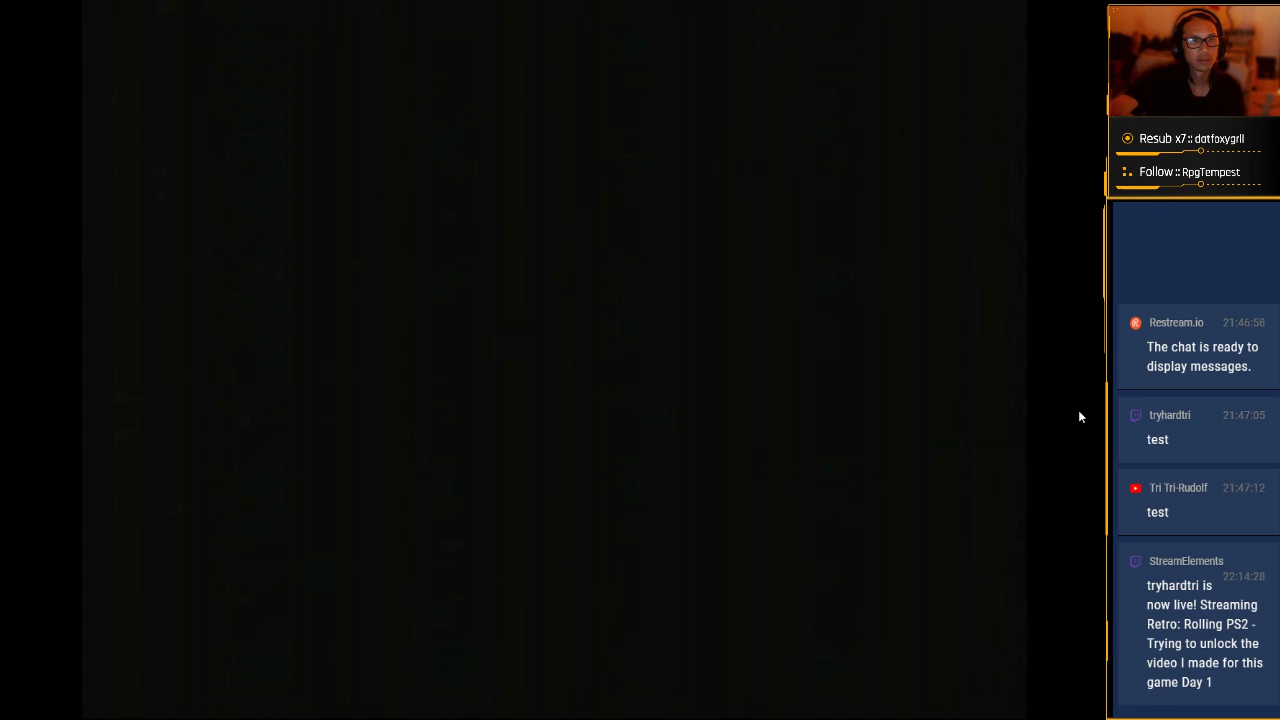 Resub x7 :: datfoxygrll
Follow :: RpgTempest
Restream.io 21:46:58
The chat is ready to
display messages.
tryhardtri 21:47:05
test
Tri Tri-Rudolf 21:47:12
test
StreamElements
22:14:28
tryhardtri is
now live! Streaming
Retro: Rolling PS2 -
Trying to unlock the
video I made for this
game Day 1